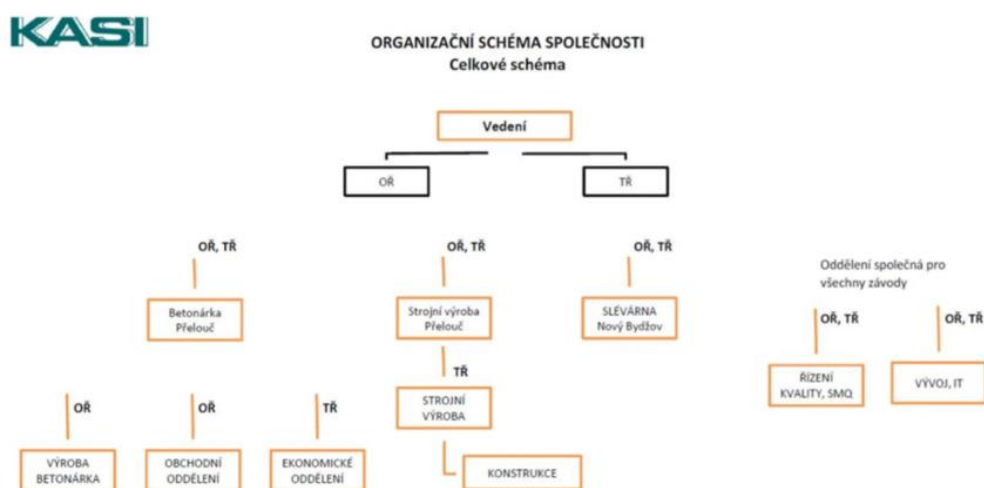 KASI
ORGANIZAČNÍ SCHÉMA SPOLEČNOSTI
Celkové schéma
Vedení
OŘ
TŘ
OŘ, TŘ
OŘ, TŘ
OŘ, TŘ
Oddělení společná pro
všechny závody
Betonárka
Přelouč
Strojní výroba
Přelouč
SLÉVÁRNA
Nový Bydžov
OŘ, TŘ
OŘ, TŘ
ŘÍZENÍ
KVALITY, SMQ
VÝVOJ, IT
TŘ
STROJNÍ
VÝROBA
OŘ
OŘ
TŘ
VÝROBA
BETONÁRKA
OBCHODNÍ
ODDĚLENÍ
EKONOMICKÉ
ODDĚLENÍ
KONSTRUKCE